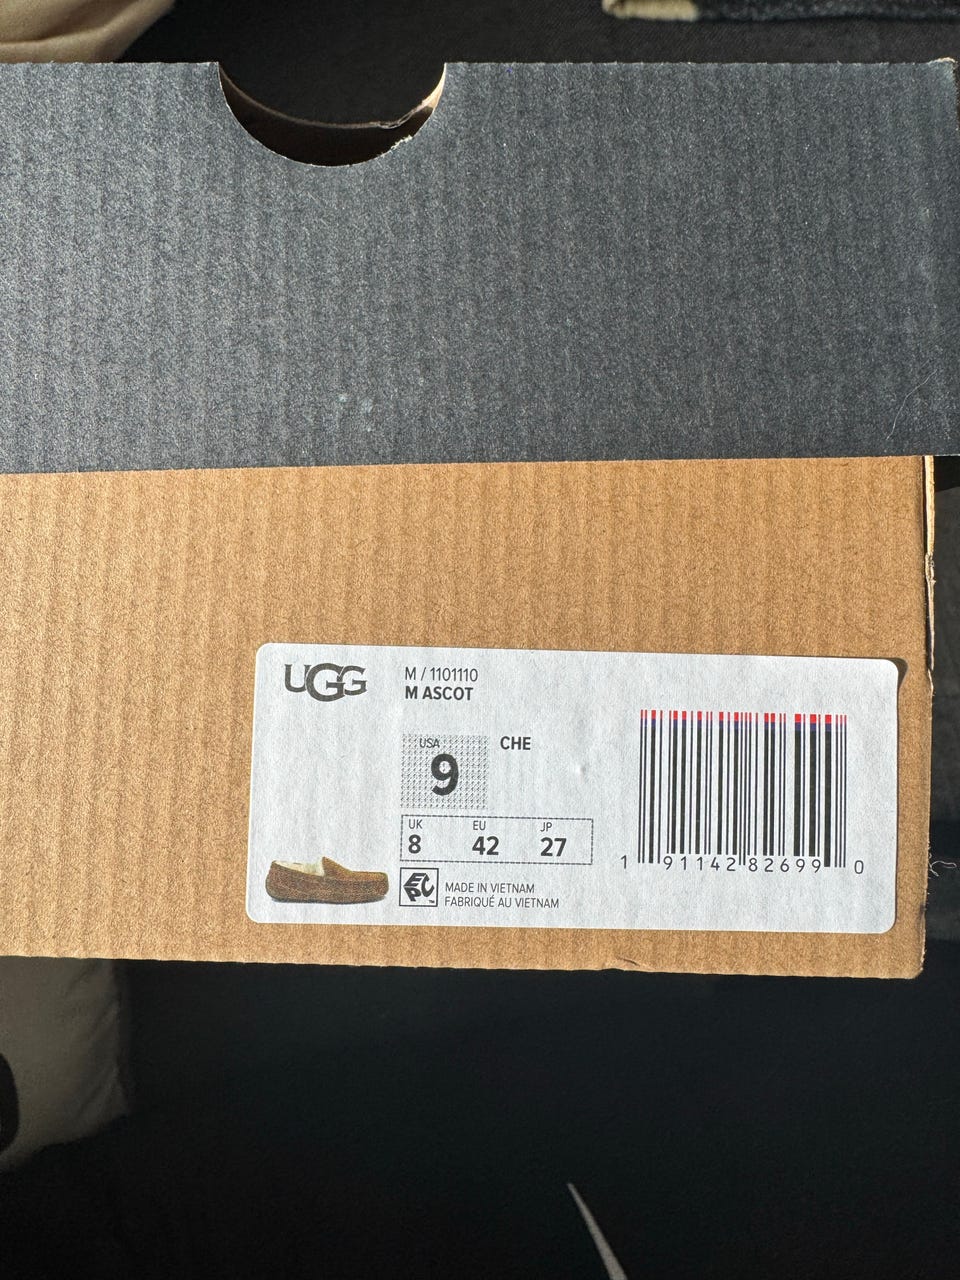 UGG
M / 1101110
M ASCOT
USA
9
CHE
UK EU JP
8 42 27
EPC™
MADE IN VIETNAM
FABRIQUÉ AU VIETNAM
1 91142 82699 0